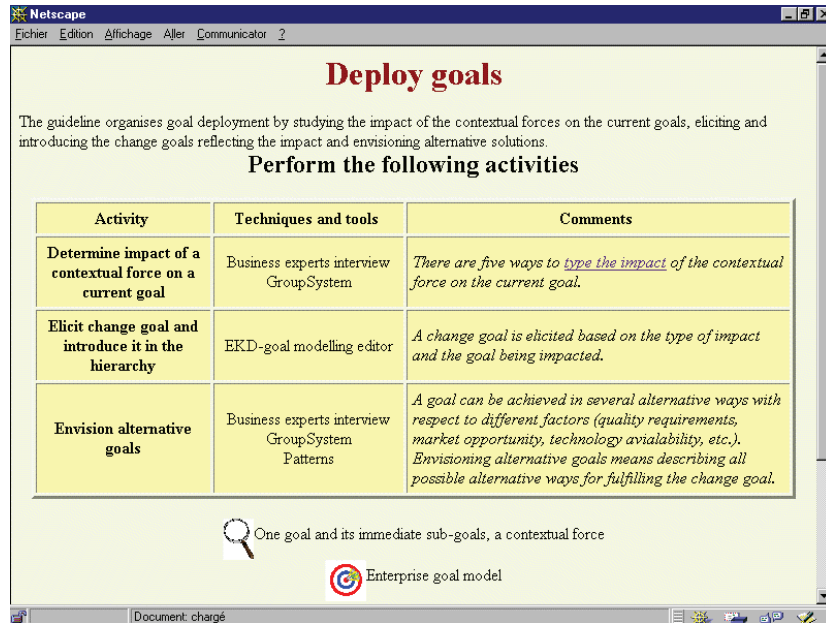 Netscape
Fichier Edition Affichage Aller Communicator ?
Deploy goals
The guideline organises goal deployment by studying the impact of the contextual forces on the current goals, eliciting and
introducing the change goals reflecting the impact and envisioning alternative solutions.
Perform the following activities
Activity
Techniques and tools
Comments
Determine impact of a
contextual force on a
current goal
Business experts interview
GroupSystem
There are five ways to type the impact of the contextual
force on the current goal.
Elicit change goal and
introduce it in the
hierarchy
EKD-goal modelling editor
A change goal is elicited based on the type of impact
and the goal being impacted.
Envision alternative
goals
Business experts interview
GroupSystem
Patterns
A goal can be achieved in several alternative ways with
respect to different factors (quality requirements,
market opportunity, technology avialability, etc.).
Envisioning alternative goals means describing all
possible alternative ways for fulfilling the change goal.
One goal and its immediate sub-goals, a contextual force
Enterprise goal model
Document: chargé